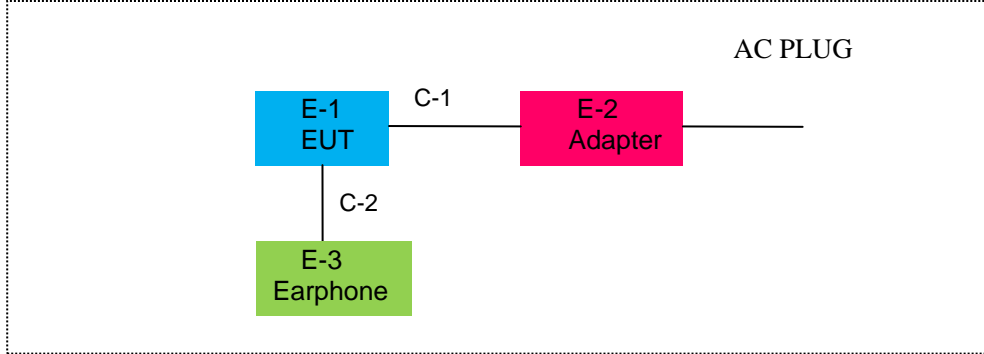 AC PLUG
E-1
EUT
C-1
E-2
Adapter
C-2
E-3
Earphone